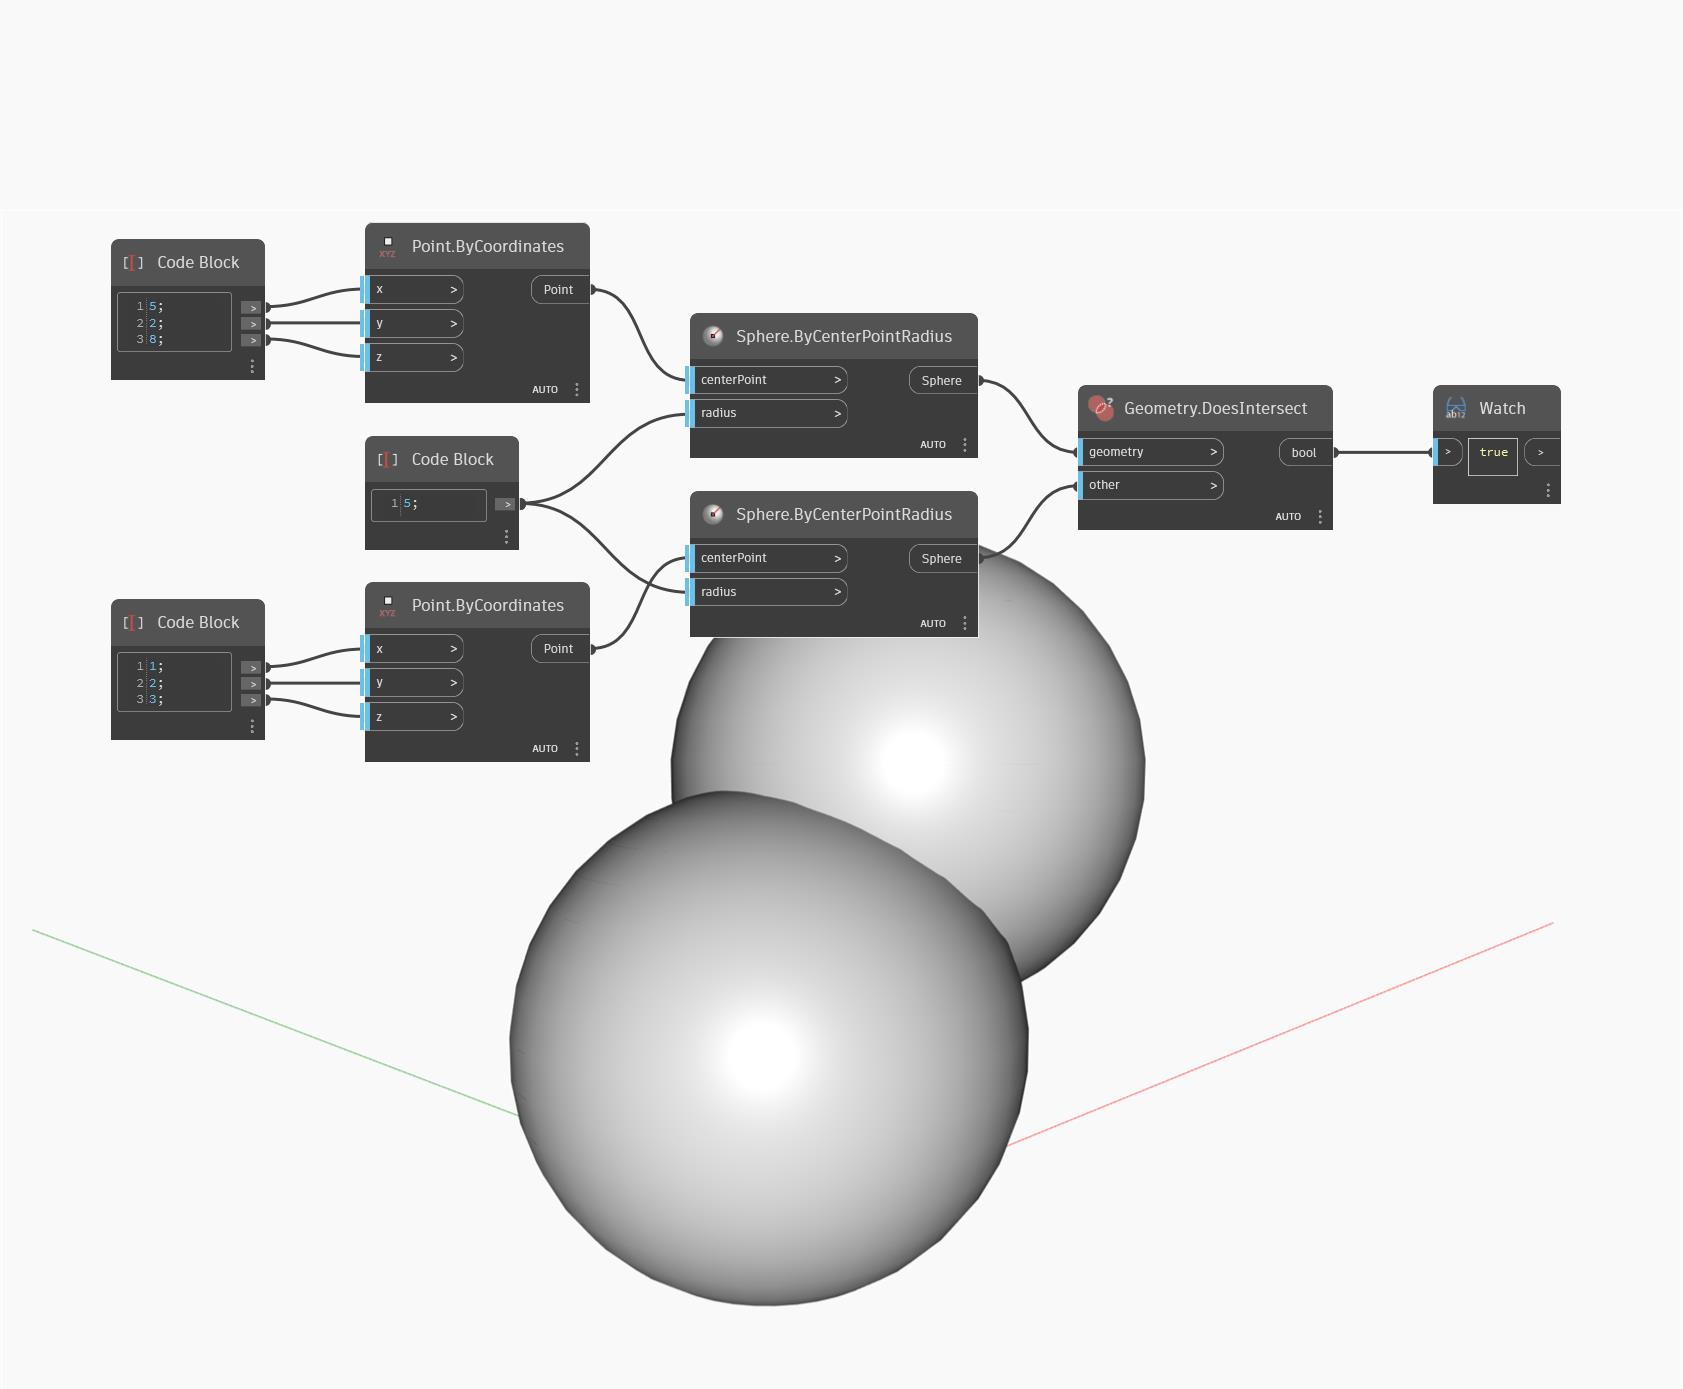 Code Block
1 5;
2 2;
3 8;
>
>
>
XYZ
Point.ByCoordinates
x >
y >
z >
Point
AUTO
Code Block
1 5;
>
Code Block
1 1;
2 2;
3 3;
>
>
>
XYZ
Point.ByCoordinates
x >
y >
z >
Point
AUTO
Sphere.ByCenterPointRadius
centerPoint >
radius >
Sphere
AUTO
Sphere.ByCenterPointRadius
centerPoint >
radius >
Sphere
AUTO
?
Geometry.DoesIntersect
geometry >
other >
bool
AUTO
ab12
Watch
> true >